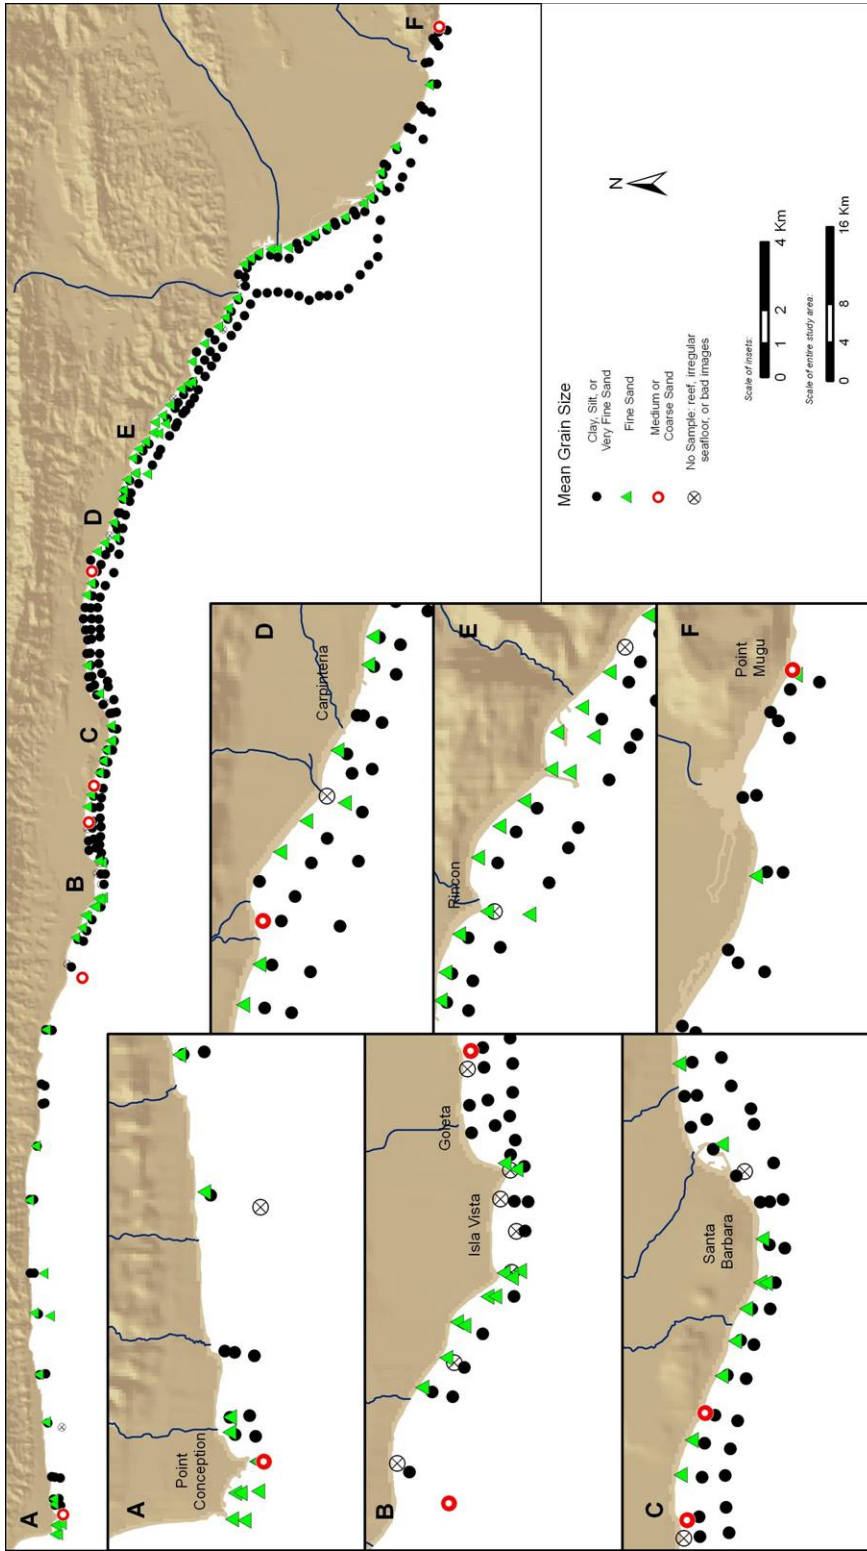 A
B
C
D
E
F
N
Mean Grain Size
Clay, Silt, or
Very Fine Sand
Fine Sand
Medium or
Coarse Sand
No Sample: reef, irregular
seafloor, or bad images
Scale of insets:
0 1 2 4 Km
Scale of entire study area:
0 4 8 16 Km
A
Point
Conception
B
Isla Vista
Goleta
C
Santa
Barbara
D
Carpinteria
E
Rincon
F
Point
Mugu